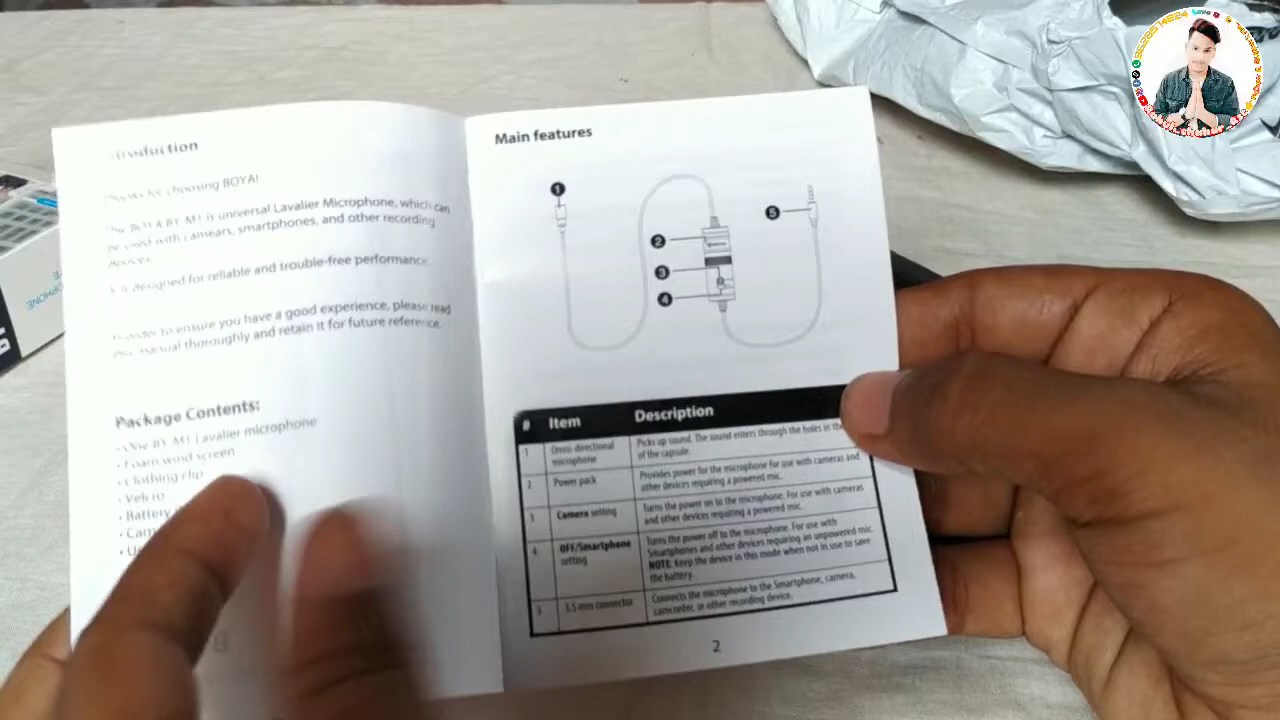 troduction
Thanks for choosing BOYA!
The BOYA BY-M1 is universal Lavalier Microphone, which can
be used with camears, smartphones, and other recording
devices.
It is designed for reliable and trouble-free performance.
In order to ensure you have a good experience, please read
this manual thoroughly and retain it for future reference.
Package Contents:
• One BY-M1 Lavalier microphone
• Foam wind screen
• Clothing clip
• Velcro
• Battery
Main features
1
2
3
4
5
# Item Description
1 Omni-directional microphone Picks up sound. The sound enters through the holes in the
of the capsule.
2 Power pack Provides power for the microphone for use with cameras and
other devices requiring a powered mic.
3 Camera setting Turns the power on to the microphone. For use with cameras
and other devices requiring a powered mic.
4 OFF/Smartphone setting Turns the power off to the microphone. For use with
Smartphones and other devices requiring an unpowered mic.
NOTE: Keep the device in this mode when not in use to save
the battery.
5 3.5 mm connector Connects the microphone to the Smartphone, camera,
camcorder, or other recording device.
2